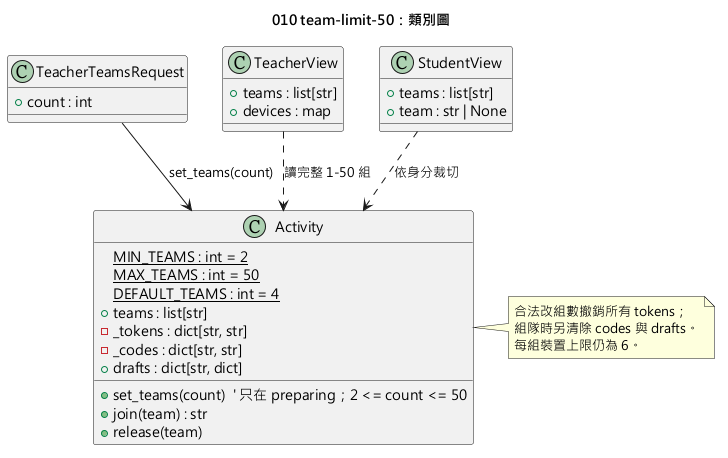 010 team-limit-50：類別圖
C TeacherTeamsRequest
count : int
C TeacherView
teams : list[str]
devices : map
C StudentView
teams : list[str]
team : str | None
set_teams(count)
讀完整 1-50 組
依身分裁切
C Activity
MIN_TEAMS : int = 2
MAX_TEAMS : int = 50
DEFAULT_TEAMS : int = 4
teams : list[str]
_tokens : dict[str, str]
_codes : dict[str, str]
drafts : dict[str, dict]
set_teams(count) ' 只在 preparing；2 <= count <= 50
join(team) : str
release(team)
合法改組數撤銷所有 tokens；
組隊時另清除 codes 與 drafts。
每組裝置上限仍為 6。